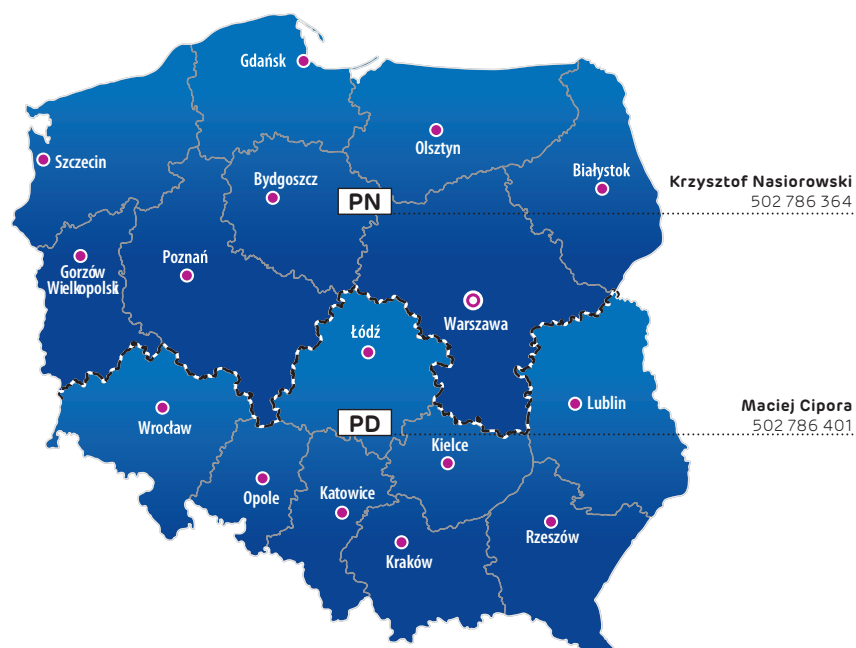 Gdańsk
Olsztyn
Szczecin
Białystok
Bydgoszcz
Krzysztof Nasiorowski
PN
502 786 364
Poznań
Gorzów
Wielkopolsk
Warszawa
Łódź
Lublin
Maciej Cipora
Wrocław
PD
502 786 401
Kielce
Opole
Katowice
Rzeszów
Kraków